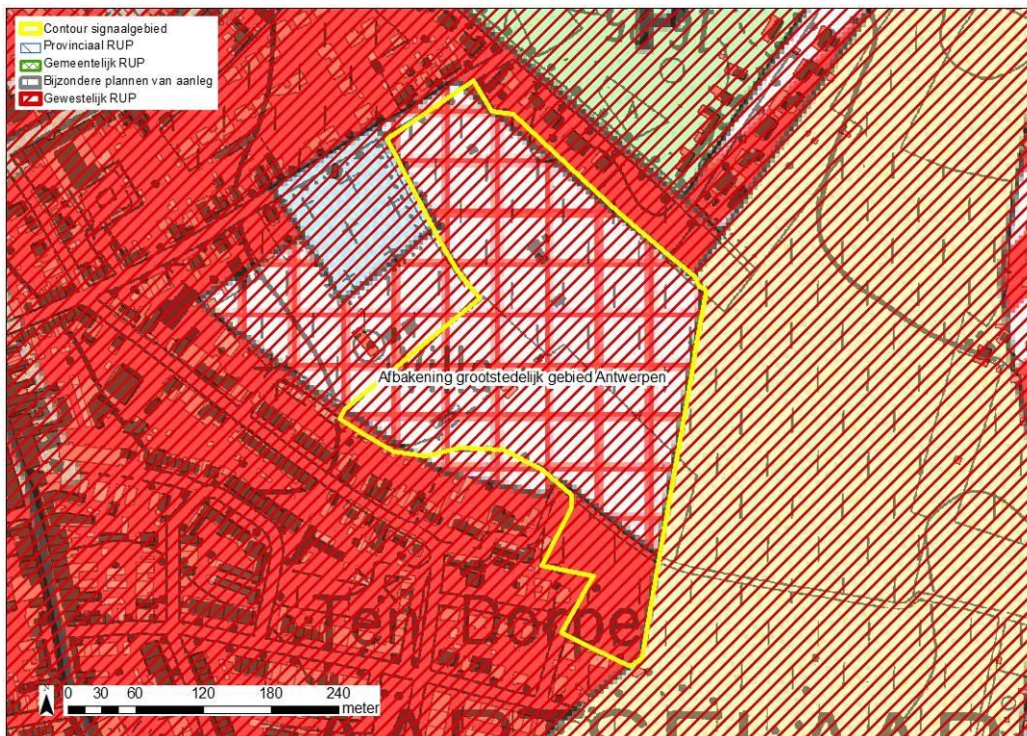 Contour signaalgebied
Provinciaal RUP
Gemeentelijk RUP
Bijzondere plannen van aanleg
Gewestelijk RUP
Afbakening grootstedelijk gebied Antwerpen
Ten Dorpe
0 30 60 120 180 240
meter